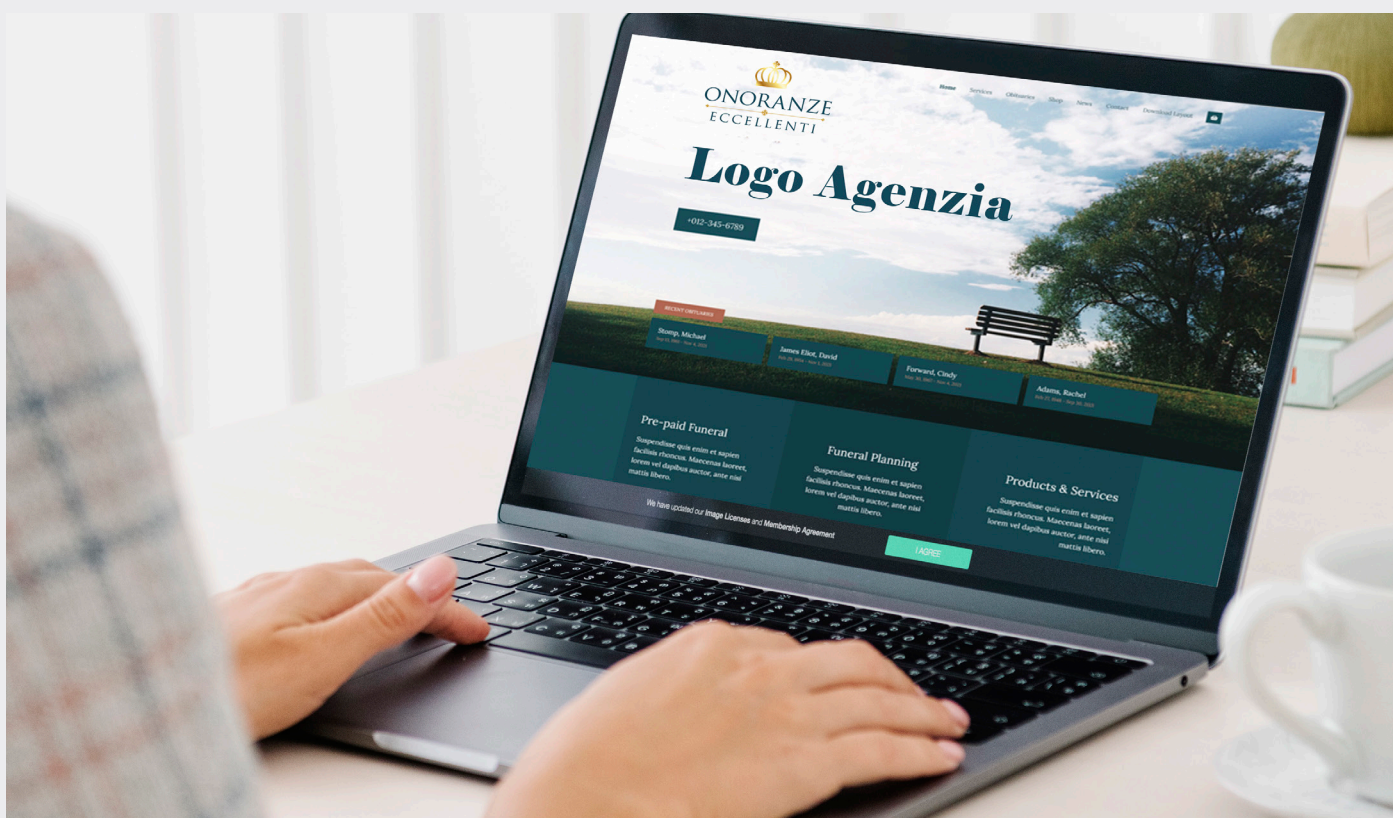 ONORANZE
ECCELLENTI
Home Services Obituaries Shop News Contact Download Layout
Logo Agenzia
+012-345-6789
RECENT OBITUARIES
Stomp, Michael
James Eliot, David
Forward, Cindy
Adams, Rachel
Pre-paid Funeral
Suspendisse quis enim et sapien
facilisis rhoncus. Maecenas laoreet,
lorem vel dapibus auctor, ante nisi
mattis libero.
Funeral Planning
Suspendisse quis enim et sapien
facilisis rhoncus. Maecenas laoreet,
lorem vel dapibus auctor, ante nisi
mattis libero.
Products & Services
Suspendisse quis enim et sapien
facilisis rhoncus. Maecenas laoreet,
lorem vel dapibus auctor, ante nisi
mattis libero.
We have updated our Image Licenses and Membership Agreement
I AGREE